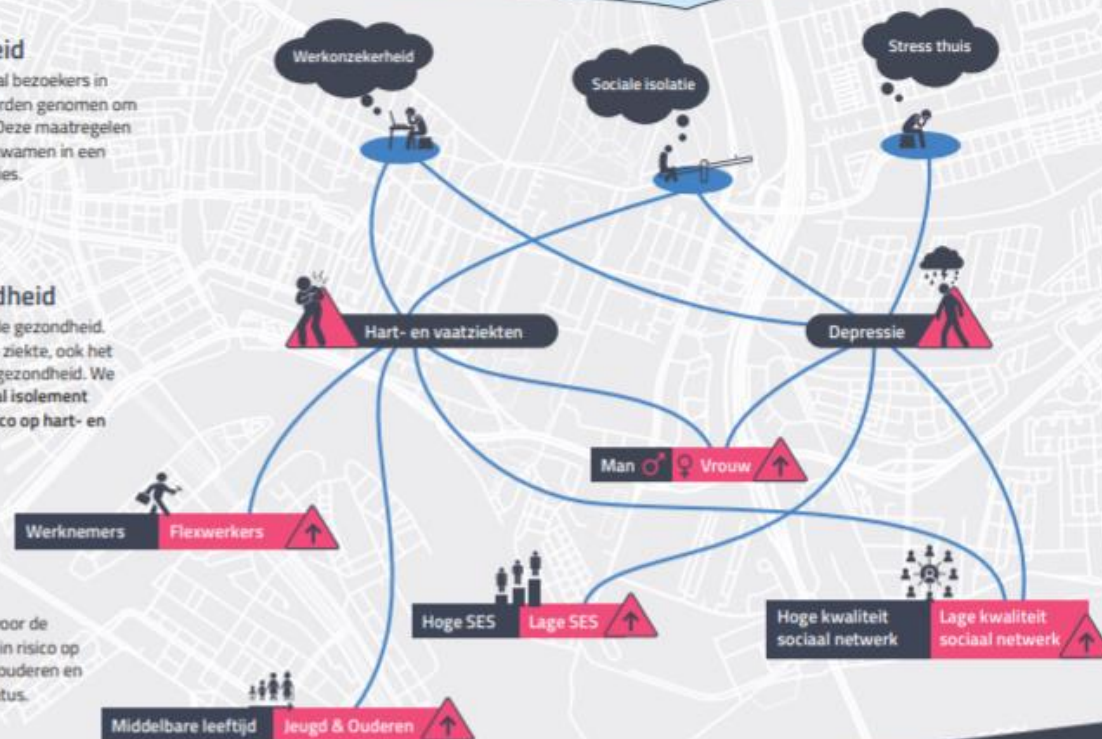 eid
al bezoekers in
rden genomen om
Deze maatregelen
wamen in een
ies.
Werkonzekerheid
Sociale isolatie
Stress thuis
dheid
le gezondheid.
ziekte, ook het
gezondheid. We
al isolement
co op hart- en
Hart- en vaatziekten
Depressie
Man
Vrouw
Werknemers
Flexwerkers
Hoge SES
Lage SES
Hoge kwaliteit
sociaal netwerk
Lage kwaliteit
sociaal netwerk
oor de
in risico op
ouderen en
tus.
Middelbare leeftijd
Jeugd & Ouderen